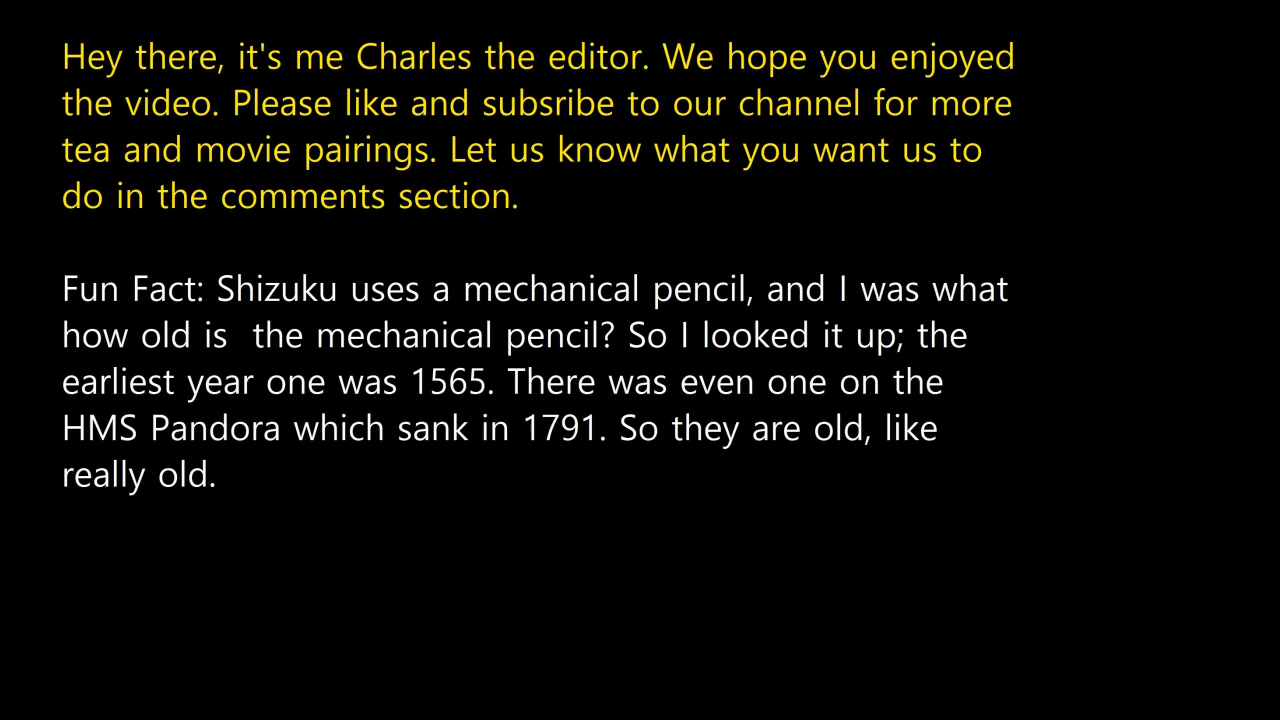 Hey there, it's me Charles the editor. We hope you enjoyed
the video. Please like and subsribe to our channel for more
tea and movie pairings. Let us know what you want us to
do in the comments section.
Fun Fact: Shizuku uses a mechanical pencil, and I was what
how old is  the mechanical pencil? So I looked it up; the
earliest year one was 1565. There was even one on the
HMS Pandora which sank in 1791. So they are old, like
really old.